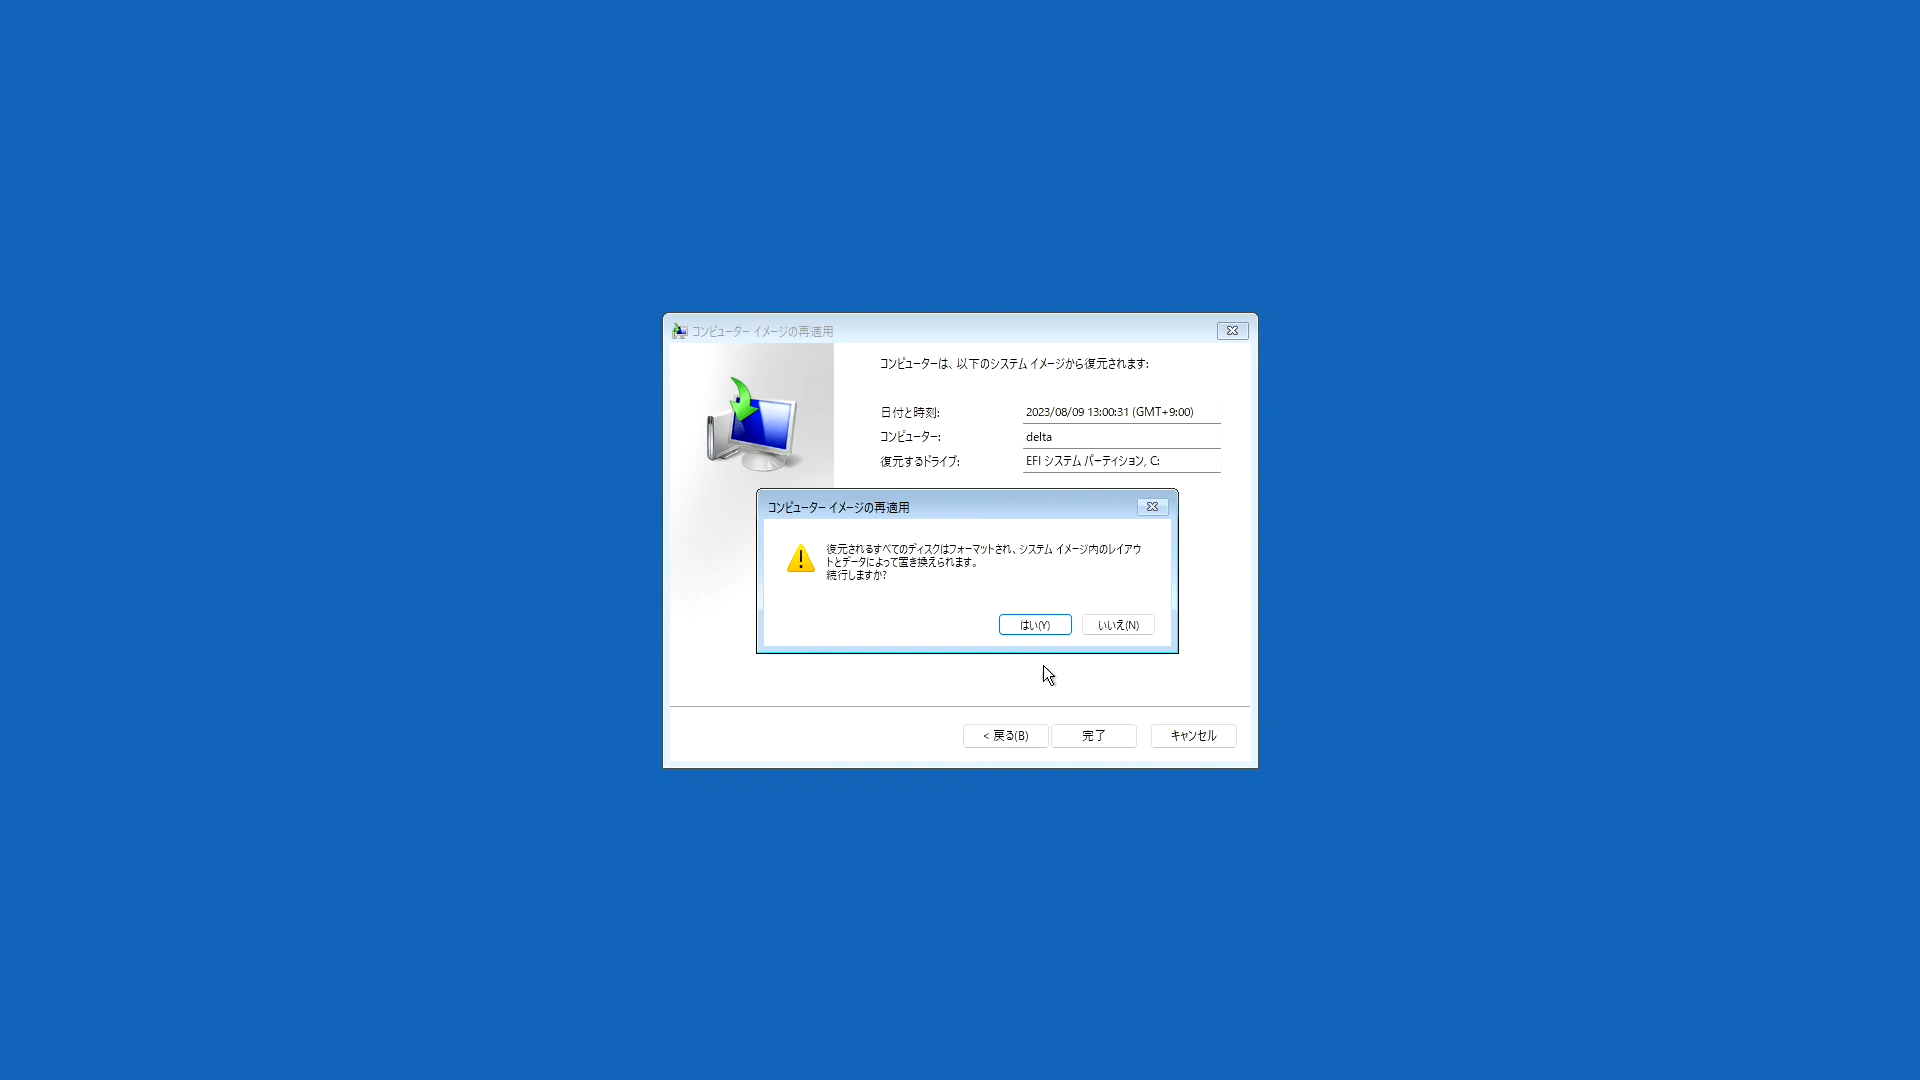 コンピューター イメージの再適用
コンピューターは、以下のシステム イメージから復元されます:
日付と時刻: 2023/08/09 13:00:31 (GMT+9:00)
コンピューター: delta
復元するドライブ: EFI システム パーティション, C:
コンピューター イメージの再適用
復元されるすべてのディスクはフォーマットされ、システム イメージ内のレイアウ
トとデータによって置き換えられます。
続行しますか?
はい(Y) いいえ(N)
< 戻る(B) 完了 キャンセル